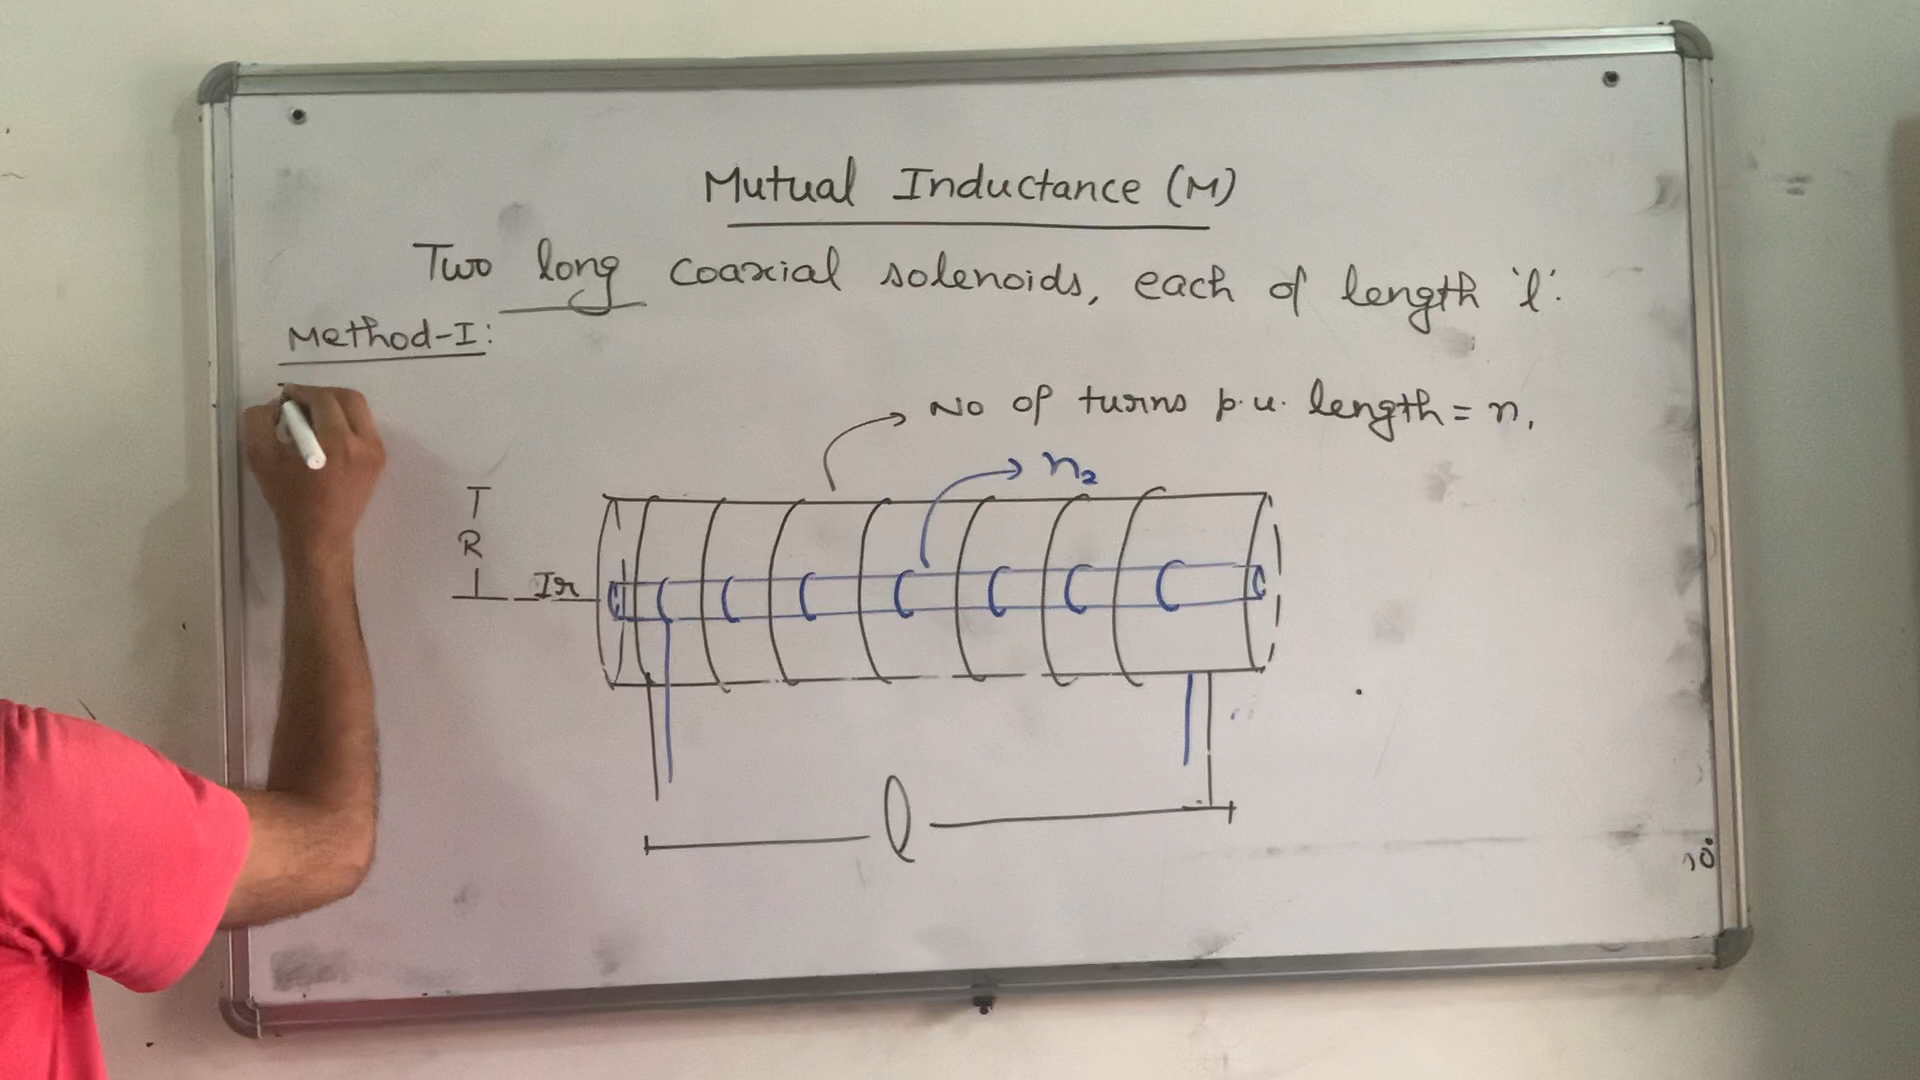 Mutual Inductance (M)
Two long coaxial solenoids, each of length 'l'.
Method-I:
No of turns p.u. length = n,
n₂
R
Ir
l